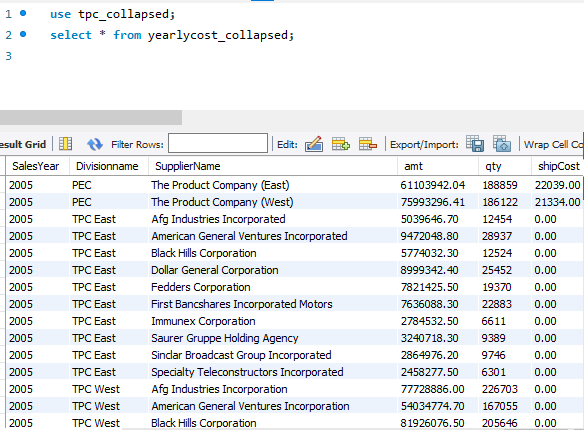 1 use tpc_collapsed;
2 select * from yearlycost_collapsed;
3
esult Grid Filter Rows: Edit: Export/Import: Wrap Cell Co
SalesYear Divisionname SupplierName amt qty shipCost
2005 PEC The Product Company (East) 61103942.04 188859 22039.00
2005 PEC The Product Company (West) 75993296.41 186122 21334.00
2005 TPC East Afg Industries Incorporated 5039646.70 12454 0.00
2005 TPC East American General Ventures Incorporated 9472048.80 28937 0.00
2005 TPC East Black Hills Corporation 5774032.30 12524 0.00
2005 TPC East Dollar General Corporation 8999342.40 25452 0.00
2005 TPC East Fedders Corporation 7821425.50 19370 0.00
2005 TPC East First Bancshares Incorporated Motors 7636088.30 22883 0.00
2005 TPC East Immunex Corporation 2784532.50 6611 0.00
2005 TPC East Saurer Gruppe Holding Agency 3240718.30 9389 0.00
2005 TPC East Sindar Broadcast Group Incorporated 2864976.20 9746 0.00
2005 TPC East Specialty Teleconstructors Incorporated 2458277.50 6301 0.00
2005 TPC West Afg Industries Incorporation 77728886.00 226703 0.00
2005 TPC West American General Ventures Incorporation 54034774.70 167055 0.00
2005 TPC West Black Hills Corporation 81926076.50 205646 0.00